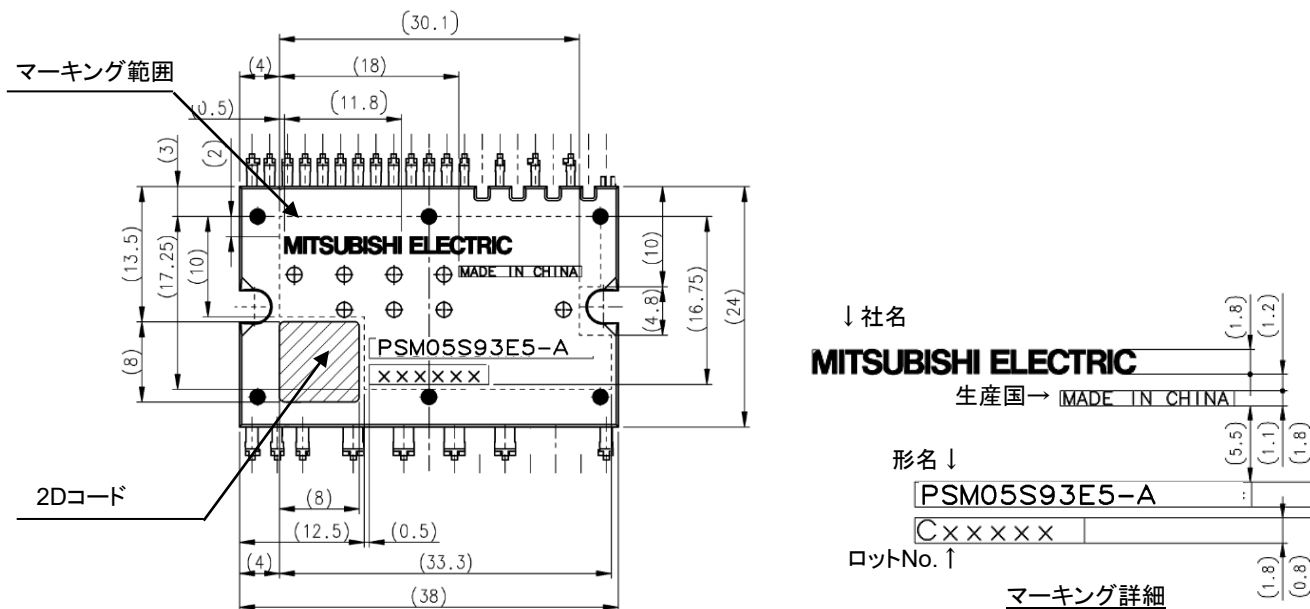 (30.1)
(4)
(18)
マーキング範囲
(0.5)
(11.8)
(3)
(2)
(13.5)
(17.25)
(10)
MITSUBISHI ELECTRIC
MADE IN CHINA
(10)
(4.8)
(16.75)
(24)
(8)
PSM05S93E5-A
××××××
2Dコード
(8)
(12.5)
(0.5)
(4)
(33.3)
(38)
↓社名
(1.8)
(1.2)
MITSUBISHI ELECTRIC
生産国→ MADE IN CHINA
(5.5)
(1.1)
(1.8)
形名↓
PSM05S93E5-A
C×××××
ロットNo.↑
(1.8)
(0.8)
マーキング詳細